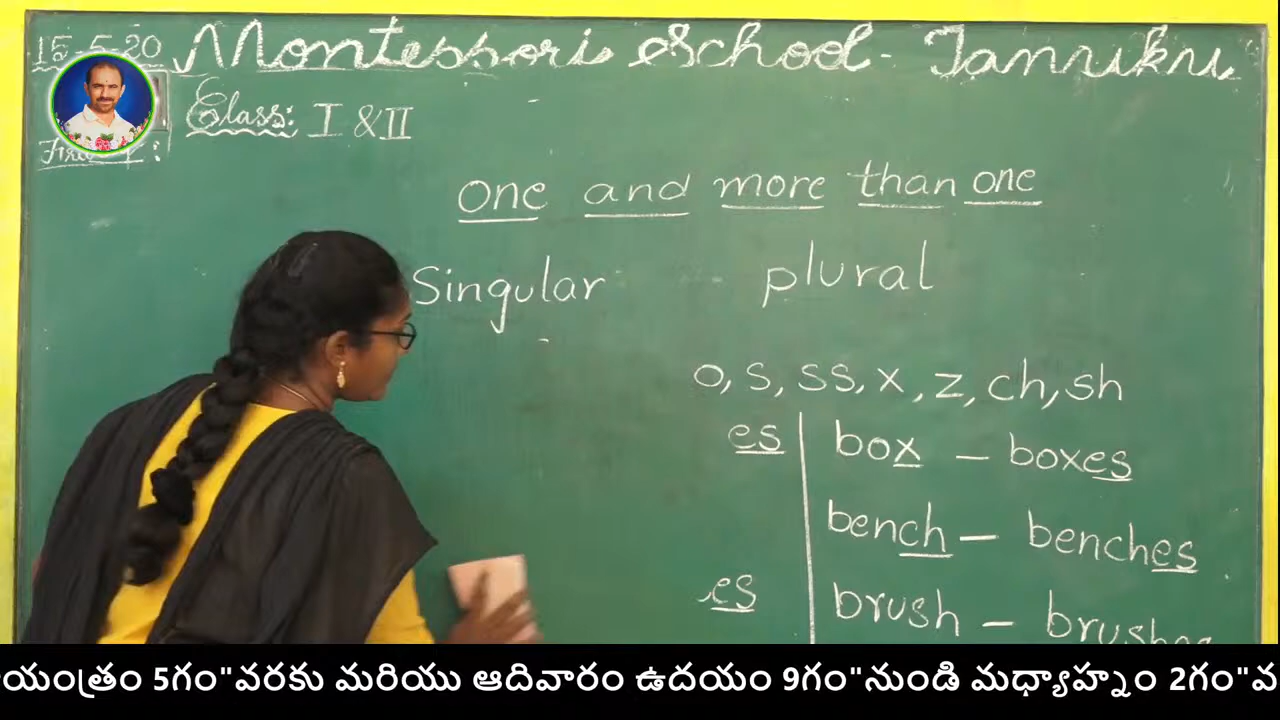 15-5-20 Montessori School - Tanuku
Class: I & II
one and more than one
Singular plural
o, s, ss, x, z, ch, sh
es box – boxes
bench – benches
es brush – brushes
యంత్రం 5గం"వరకు మరియు ఆదివారం ఉదయం 9గం"నుండి మధ్యాహ్నం 2గం"వ